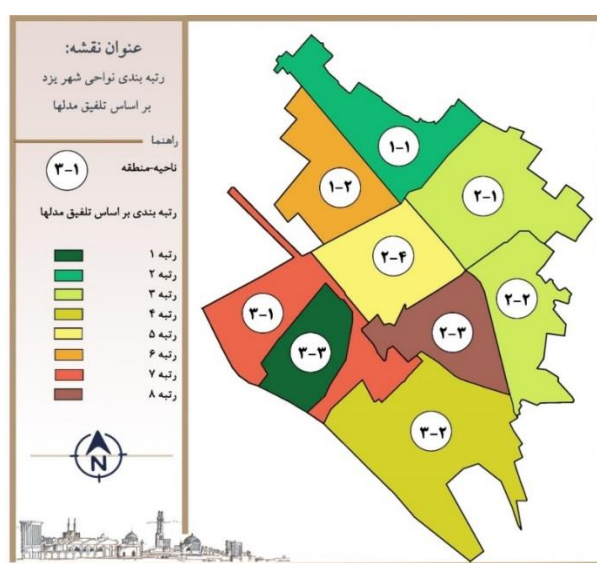 عنوان نقشه:
رتبه بندی نواحی شهر یزد
بر اساس تلفیق مدلها
راهنما
۳-۱
ناحیه-منطقه
رتبه بندی بر اساس تلفیق مدلها
رتبه ۱
رتبه ۲
رتبه ۳
رتبه ۴
رتبه ۵
رتبه ۶
رتبه ۷
رتبه ۸
N
۱-۱
۱-۲
۲-۱
۲-۴
۲-۲
۳-۱
۲-۳
۳-۳
۳-۲